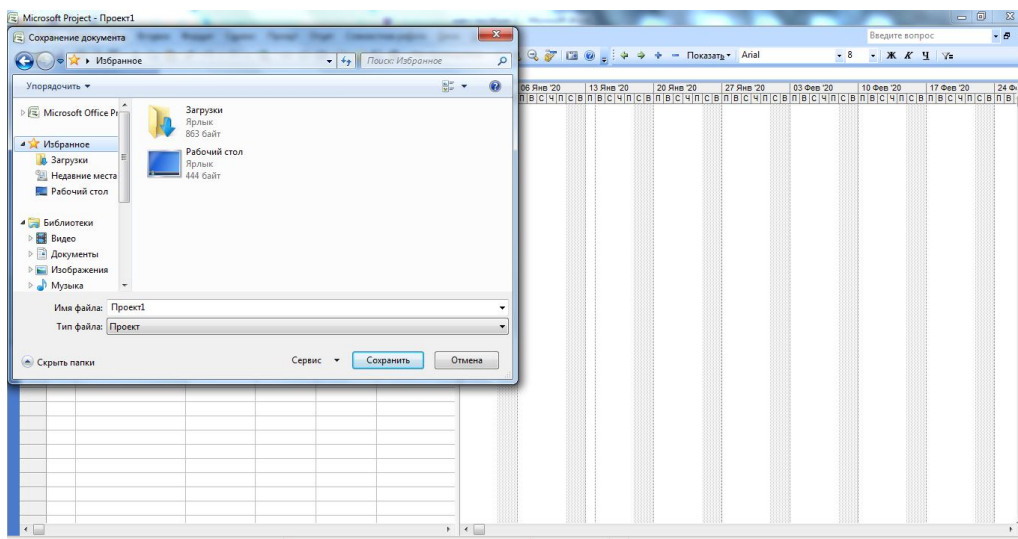 Microsoft Project - Проект1
Сохранение документа
Избранное
Поиск: Избранное
Введите вопрос
Показать
Arial
8
Ж К Ч
Упорядочить
Microsoft Office Pr
Избранное
Загрузки
Недавние места
Рабочий стол
Библиотеки
Видео
Документы
Изображения
Музыка
Загрузки
Ярлык
863 байт
Рабочий стол
Ярлык
444 байт
06 Янв '20 13 Янв '20 20 Янв '20 27 Янв '20 03 Фев '20 10 Фев '20 17 Фев '20 24 Ф
П В С Ч П С В П В С Ч П С В П В С Ч П С В П В С Ч П С В П В С Ч П С В П В С Ч П С В П В С Ч П С В П В
Имя файла: Проект1
Тип файла: Проект
Скрыть папки
Сервис
Сохранить
Отмена